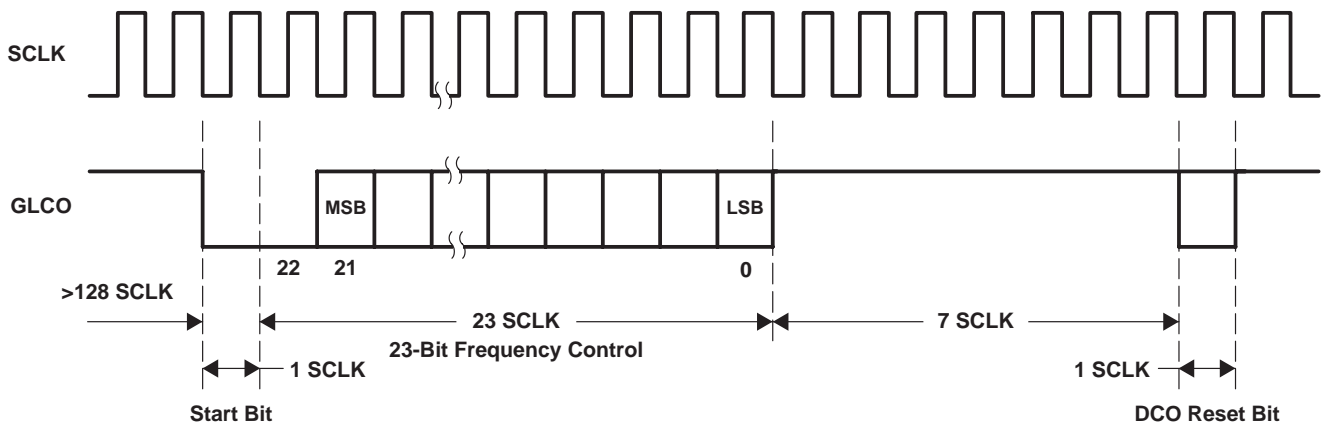 SCLK
GLCO
MSB
LSB
22
21
0
>128 SCLK
23 SCLK
23-Bit Frequency Control
7 SCLK
1 SCLK
1 SCLK
Start Bit
DCO Reset Bit